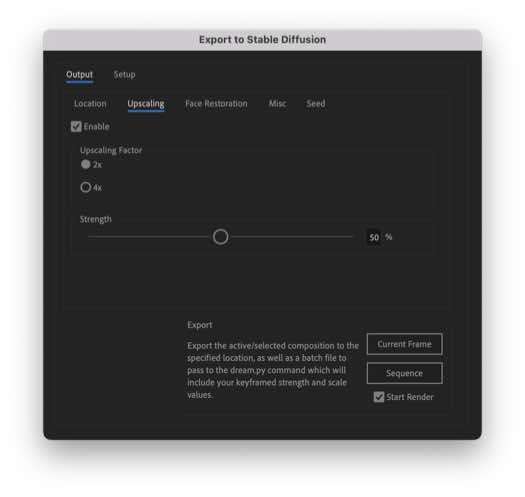 Export to Stable Diffusion
Output Setup
Location Upscaling Face Restoration Misc Seed
Enable
Upscaling Factor
2x
4x
Strength
50 %
Export
Export the active/selected composition to the
specified location, as well as a batch file to
pass to the dream.py command which will
include your keyframed strength and scale
values.
Current Frame
Sequence
Start Render